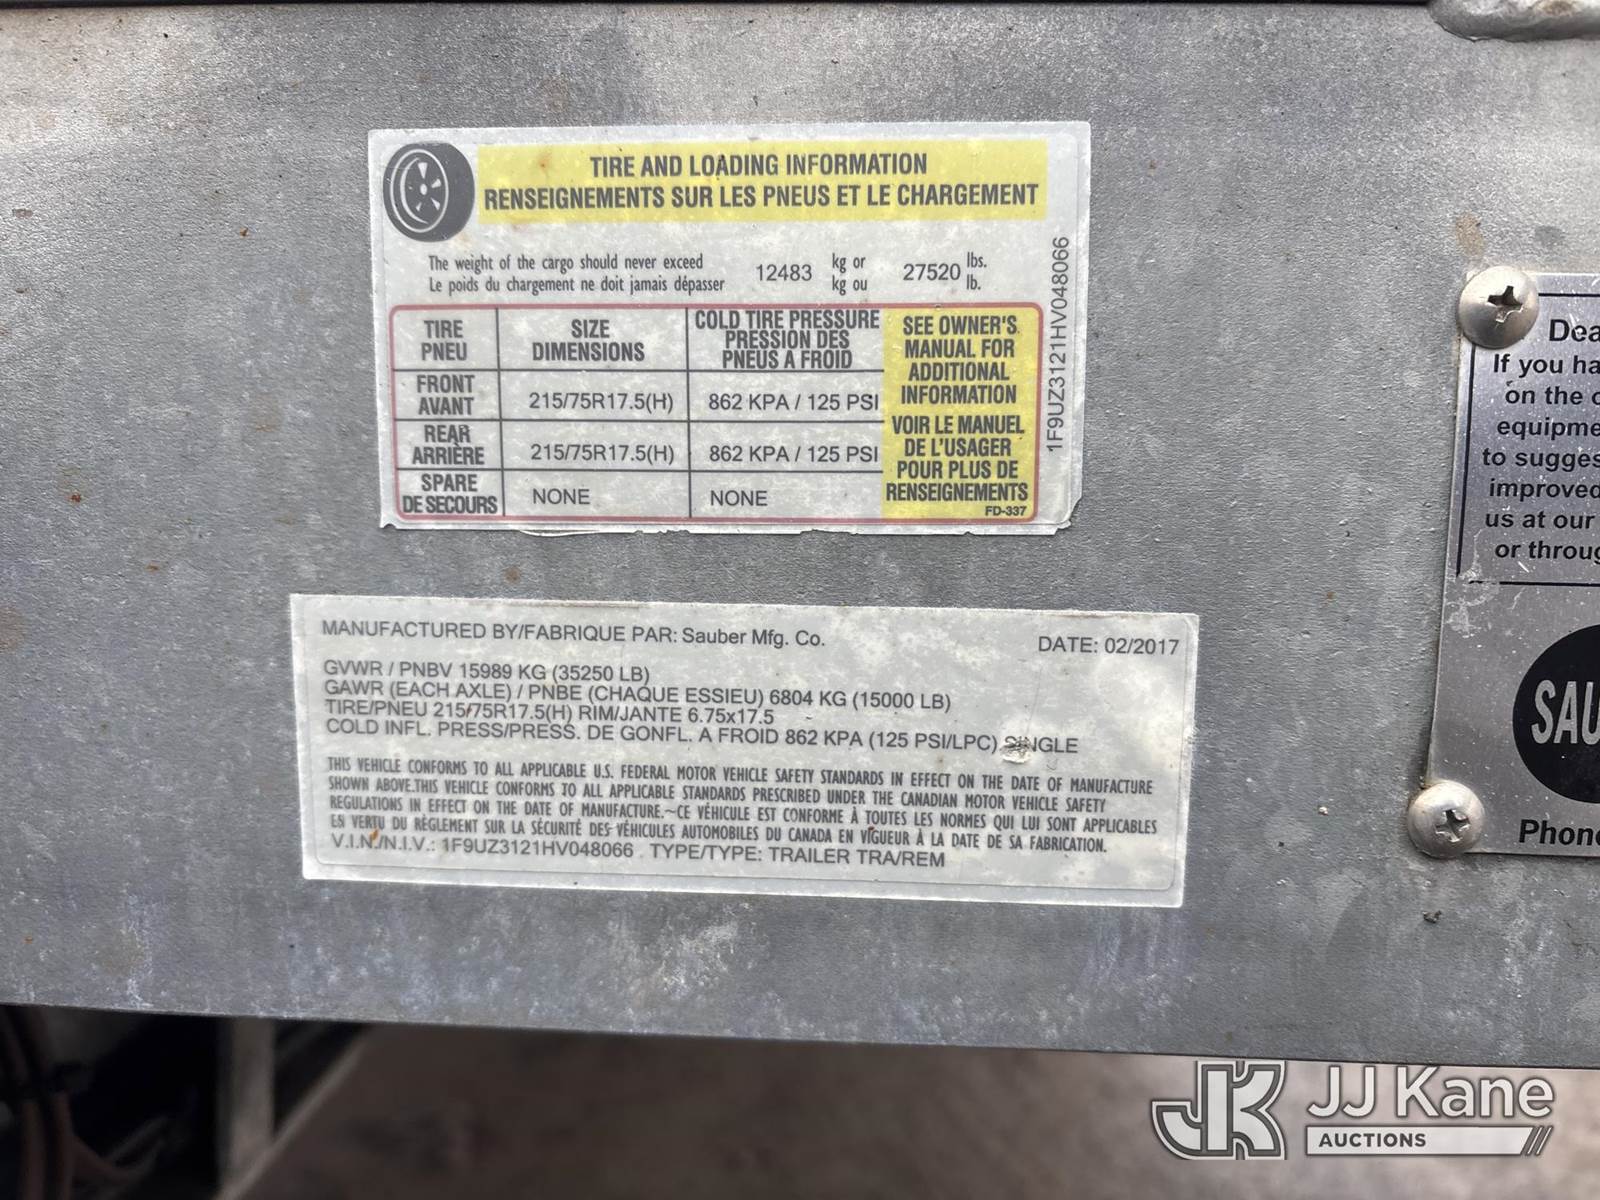 TIRE AND LOADING INFORMATION
RENSEIGNEMENTS SUR LES PNEUS ET LE CHARGEMENT
The weight of the cargo should never exceed
Le poids du chargement ne doit jamais dépasser
12483 kg or 27520 lbs.
kg ou lb.
TIRE SIZE COLD TIRE PRESSURE
PNEU DIMENSIONS PRESSION DES
PNEUS A FROID
FRONT
AVANT 215/75R17.5(H) 862 KPA / 125 PSI
REAR
ARRIÈRE 215/75R17.5(H) 862 KPA / 125 PSI
SPARE
DE SECOURS NONE NONE
SEE OWNER'S
MANUAL FOR
ADDITIONAL
INFORMATION
VOIR LE MANUEL
DE L'USAGER
POUR PLUS DE
RENSEIGNEMENTS
FD-337
1F9UZ3121HV048066
MANUFACTURED BY/FABRIQUE PAR: Sauber Mfg. Co. DATE: 02/2017
GVWR / PNBV 15989 KG (35250 LB)
GAWR (EACH AXLE) / PNBE (CHAQUE ESSIEU) 6804 KG (15000 LB)
TIRE/PNEU 215/75R17.5(H) RIM/JANTE 6.75x17.5
COLD INFL. PRESS/PRESS. DE GONFL. A FROID 862 KPA (125 PSI/LPC) SINGLE
THIS VEHICLE CONFORMS TO ALL APPLICABLE U.S. FEDERAL MOTOR VEHICLE SAFETY STANDARDS IN EFFECT ON THE DATE OF MANUFACTURE
SHOWN ABOVE.THIS VEHICLE CONFORMS TO ALL APPLICABLE STANDARDS PRESCRIBED UNDER THE CANADIAN MOTOR VEHICLE SAFETY
REGULATIONS IN EFFECT ON THE DATE OF MANUFACTURE.~CE VÉHICULE EST CONFORME À TOUTES LES NORMES QUI LUI SONT APPLICABLES
EN VERTU DU RÈGLEMENT SUR LA SÉCURITÉ DES VÉHICULES AUTOMOBILES DU CANADA EN VIGUEUR À LA DATE DE SA FABRICATION.
V.I.N./N.I.V.: 1F9UZ3121HV048066 TYPE/TYPE: TRAILER TRA/REM
Dea
If you ha
on the
equipme
to sugges
improved
us at our
or throug
SAU
Phone
JK JJ Kane
AUCTIONS